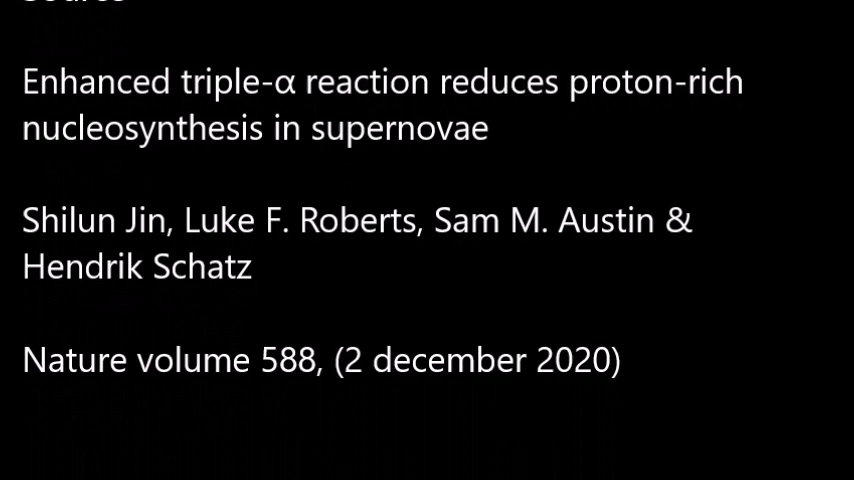 Enhanced triple-α reaction reduces proton-rich
nucleosynthesis in supernovae
Shilun Jin, Luke F. Roberts, Sam M. Austin &
Hendrik Schatz
Nature volume 588, (2 december 2020)